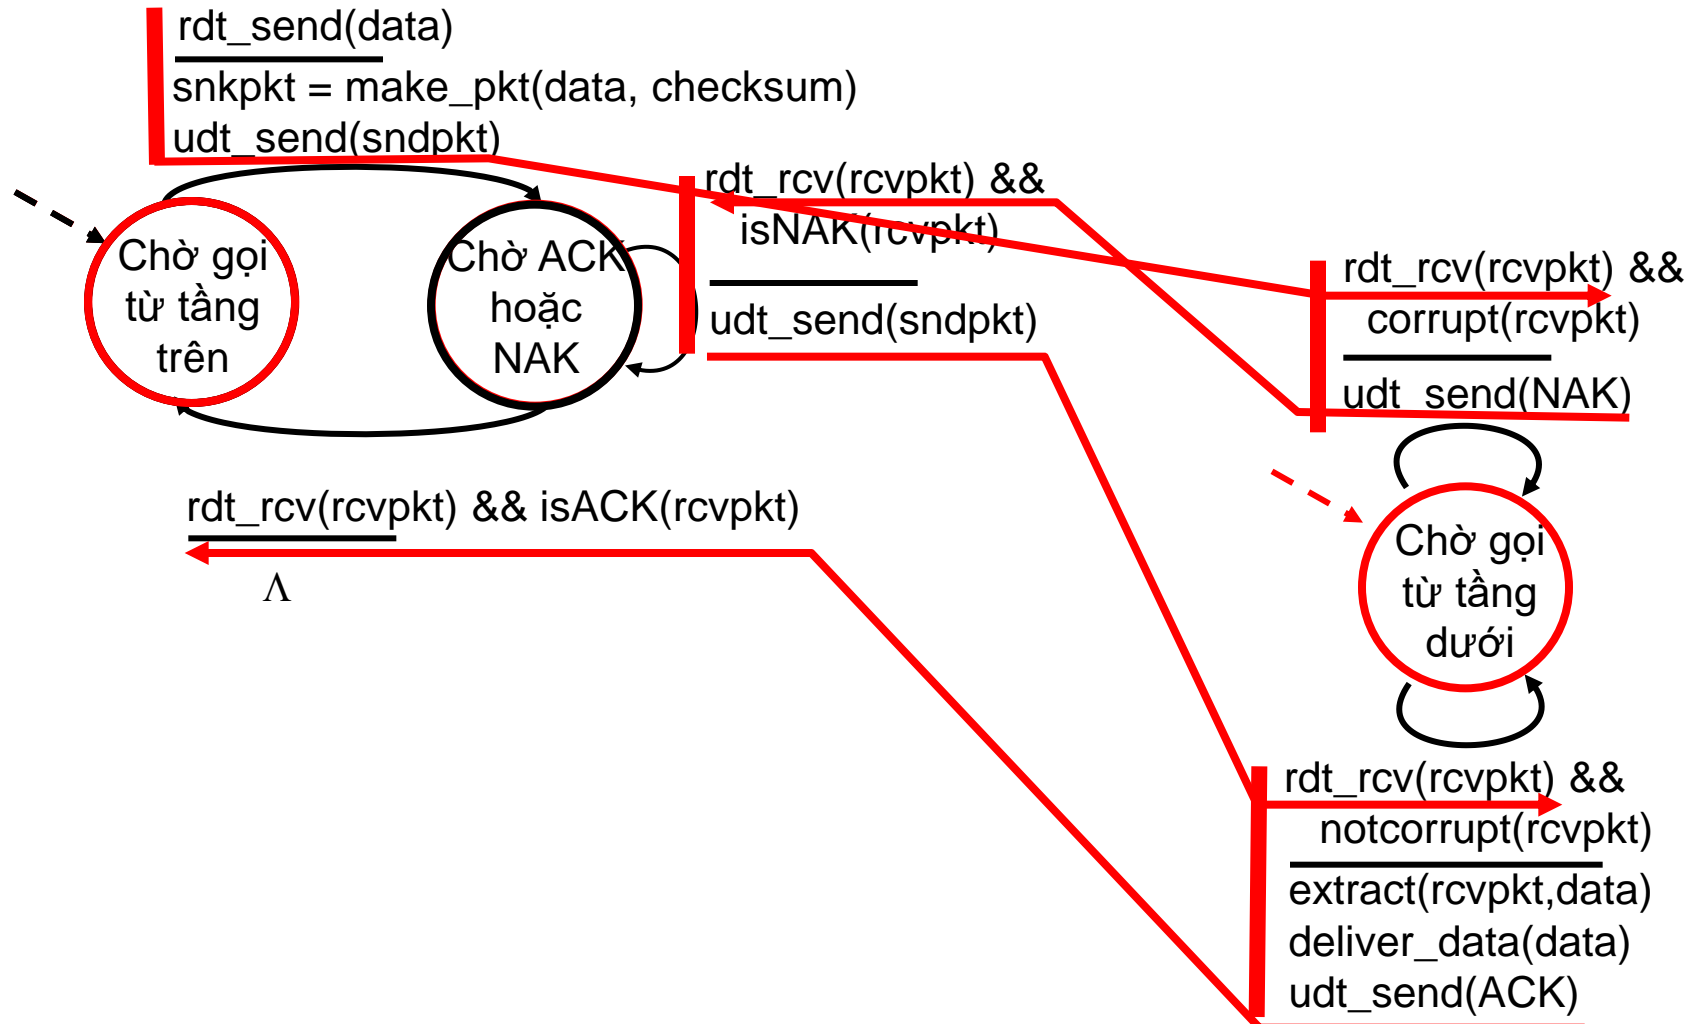 rdt_send(data)
snkpkt = make_pkt(data, checksum)
udt_send(sndpkt)
rdt_rcv(rcvpkt) &&
isNAK(rcvpkt)
udt_send(sndpkt)
Chờ gọi
từ tầng
trên
Chờ ACK
hoặc
NAK
rdt_rcv(rcvpkt) && isACK(rcvpkt)
Λ
rdt_rcv(rcvpkt) &&
corrupt(rcvpkt)
udt_send(NAK)
Chờ gọi
từ tầng
dưới
rdt_rcv(rcvpkt) &&
notcorrupt(rcvpkt)
extract(rcvpkt,data)
deliver_data(data)
udt_send(ACK)